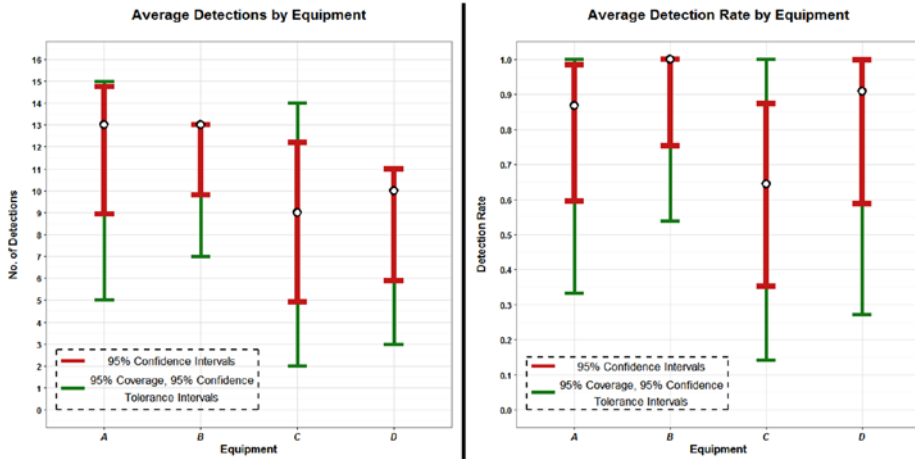 Average Detections by Equipment
No. of Detections
16
15
14
13
12
11
10
9
8
7
6
5
4
3
2
1
0
95% Confidence Intervals
95% Coverage, 95% Confidence
Tolerance Intervals
A B C D
Equipment
Average Detection Rate by Equipment
Detection Rate
1.0
0.9
0.8
0.7
0.6
0.5
0.4
0.3
0.2
0.1
0.0
95% Confidence Intervals
95% Coverage, 95% Confidence
Tolerance Intervals
A B C D
Equipment